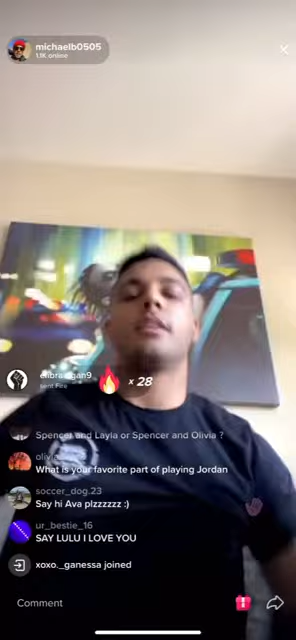 michaelb0505
1.1K online
sent Fire
x 28
Spencer and Layla or Spencer and Olivia ?
What is your favorite part of playing Jordan
soccer_dog.23
Say hi Ava plzzzzzz :)
ur_bestie_16
SAY LULU I LOVE YOU
xoxo._ganessa joined
Comment